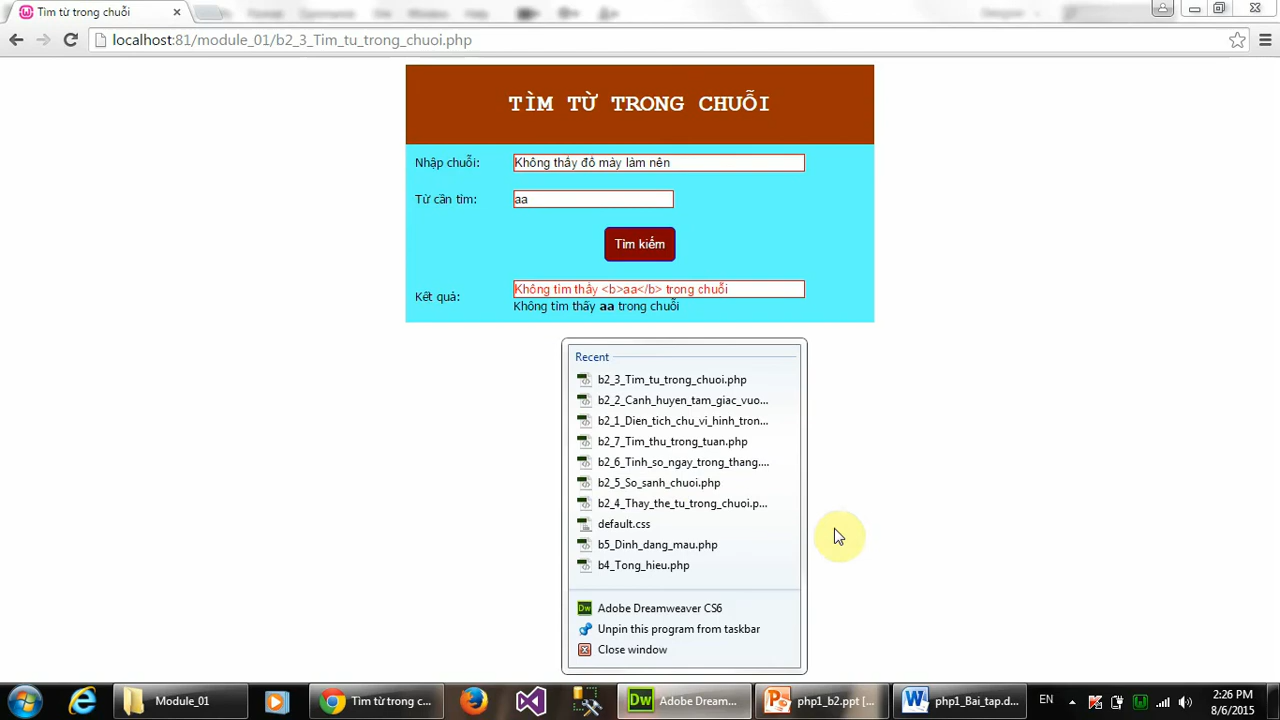 Tìm từ trong chuỗi
localhost:81/module_01/b2_3_Tim_tu_trong_chuoi.php
TÌM TỪ TRONG CHUỖI
Nhập chuỗi: Không thấy đố mày làm nên
Từ cần tìm: aa
Tìm kiếm
Không tìm thấy <b>aa</b> trong chuỗi
Kết quả:
Không tìm thấy aa trong chuỗi
Recent
b2_3_Tim_tu_trong_chuoi.php
b2_2_Canh_huyen_tam_giac_vuo...
b2_1_Dien_tich_chu_vi_hinh_tron...
b2_7_Tim_thu_trong_tuan.php
b2_6_Tinh_so_ngay_trong_thang....
b2_5_So_sanh_chuoi.php
b2_4_Thay_the_tu_trong_chuoi.p...
default.css
b5_Dinh_dang_mau.php
b4_Tong_hieu.php
Adobe Dreamweaver CS6
Unpin this program from taskbar
Close window
Module_01 Tìm từ trong c... Adobe Dream... php1_b2.ppt [... php1_Bai_tap.d... EN 2:26 PM
8/6/2015